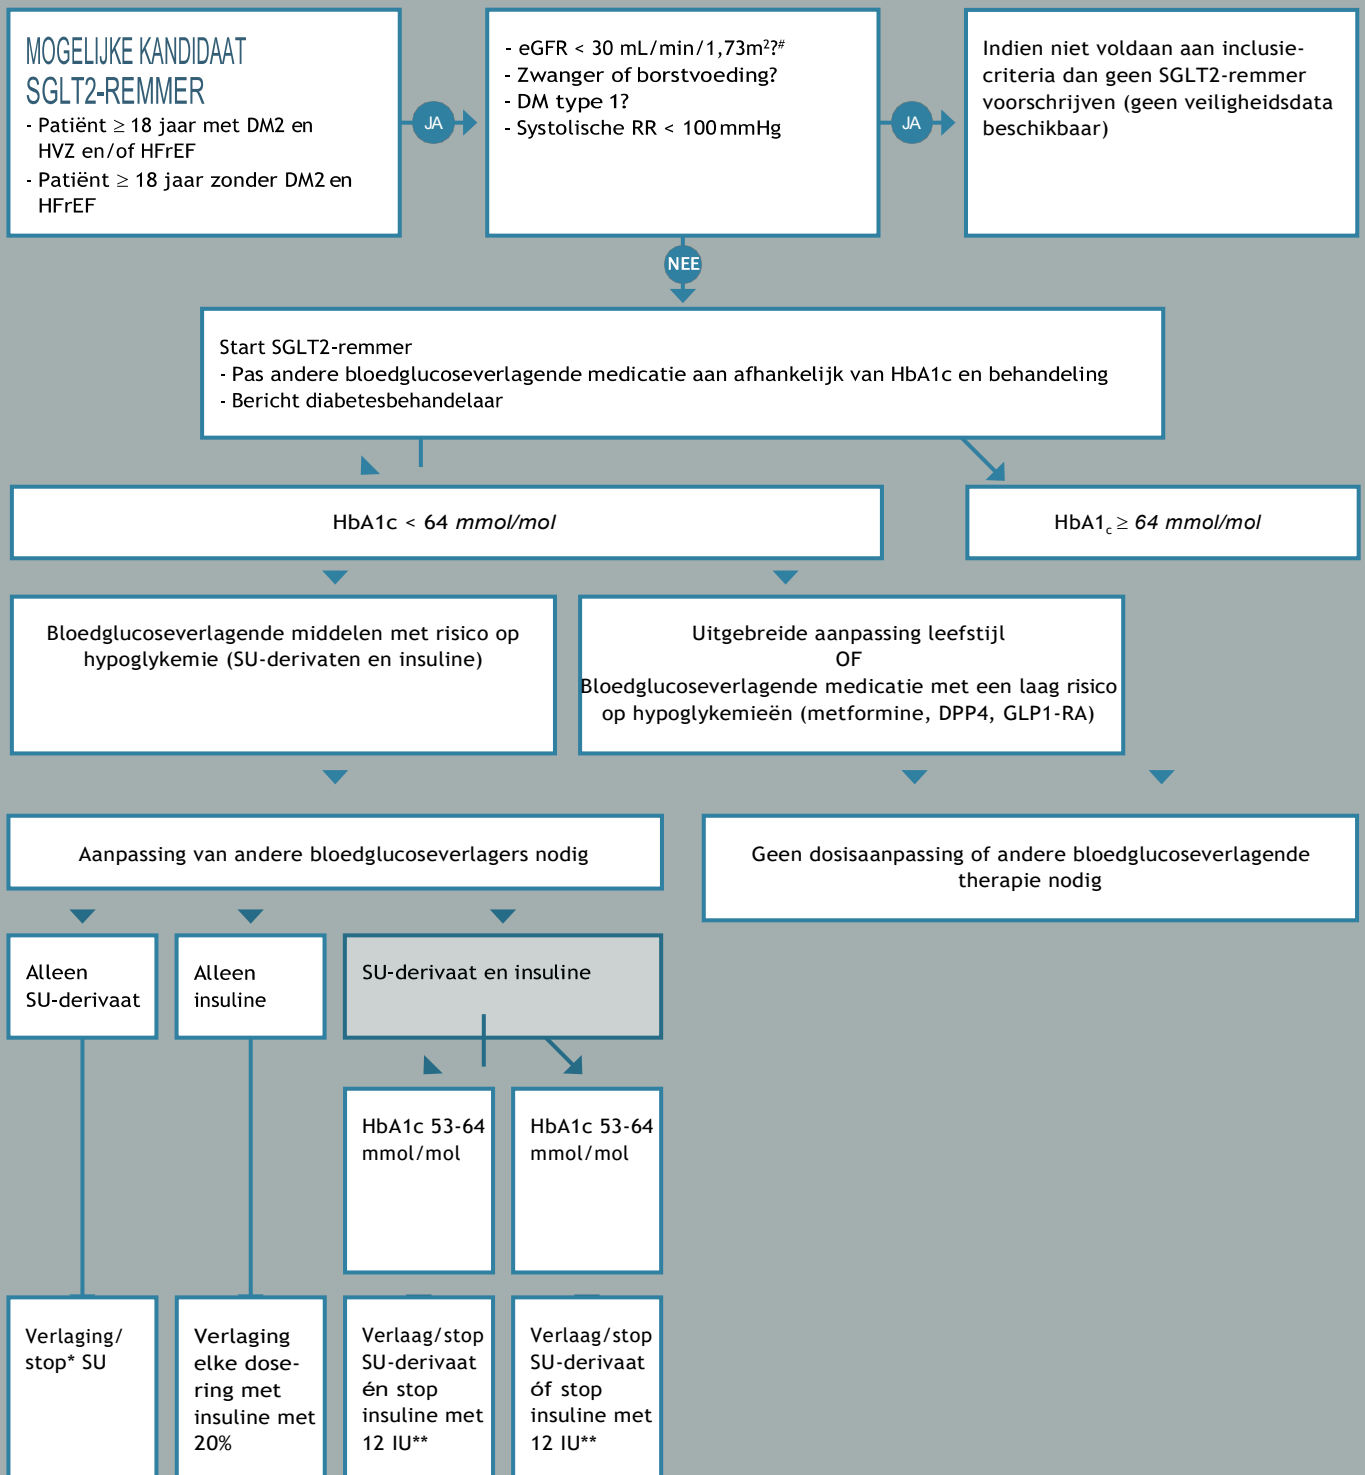 MOGELIJKE KANDIDAAT
SGLT2-REMMER
- Patiënt ≥ 18 jaar met DM2 en
HVZ en/of HFrEF
- Patiënt ≥ 18 jaar zonder DM2 en
HFrEF
JA
- eGFR < 30 mL/min/1,73m²?#
- Zwanger of borstvoeding?
- DM type 1?
- Systolische RR < 100 mmHg
JA
Indien niet voldaan aan inclusie-
criteria dan geen SGLT2-remmer
voorschrijven (geen veiligheidsdata
beschikbaar)
NEE
Start SGLT2-remmer
- Pas andere bloedglucoseverlagende medicatie aan afhankelijk van HbA1c en behandeling
- Bericht diabetesbehandelaar
HbA1c < 64 mmol/mol
HbA1c ≥ 64 mmol/mol
Bloedglucoseverlagende middelen met risico op
hypoglykemie (SU-derivaten en insuline)
Uitgebreide aanpassing leefstijl
OF
Bloedglucoseverlagende medicatie met een laag risico
op hypoglykemieën (metformine, DPP4, GLP1-RA)
Aanpassing van andere bloedglucoseverlagers nodig
Geen dosisaanpassing of andere bloedglucoseverlagende
therapie nodig
Alleen
SU-derivaat
Alleen
insuline
SU-derivaat en insuline
HbA1c 53-64
mmol/mol
HbA1c 53-64
mmol/mol
Verlaging/
stop* SU
Verlaging
elke dose-
ring met
insuline met
20%
Verlaag/stop
SU-derivaat
én stop
insuline met
12 IU**
Verlaag/stop
SU-derivaat
óf stop
insuline met
12 IU**